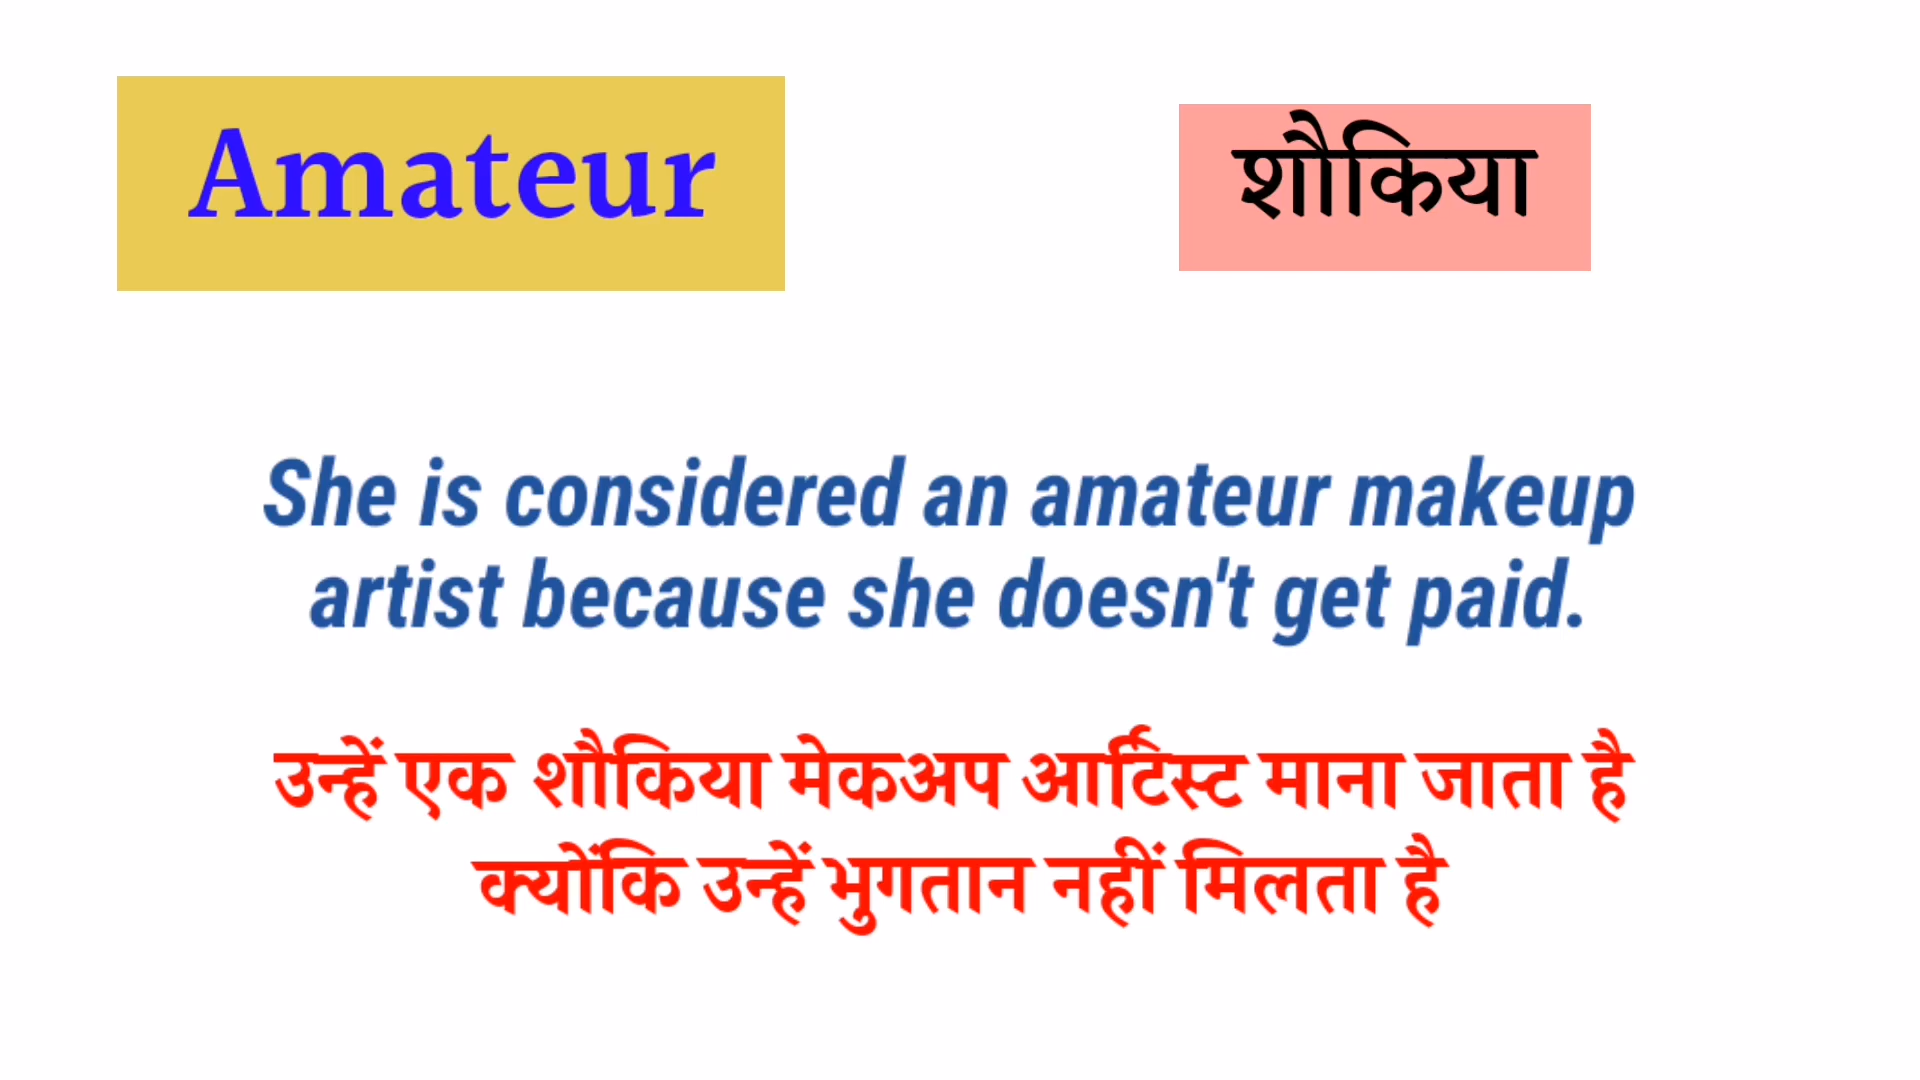 Amateur
शौकिया
She is considered an amateur makeup
artist because she doesn't get paid.
उन्हें एक शौकिया मेकअप आर्टिस्ट माना जाता है
क्योंकि उन्हें भुगतान नहीं मिलता है